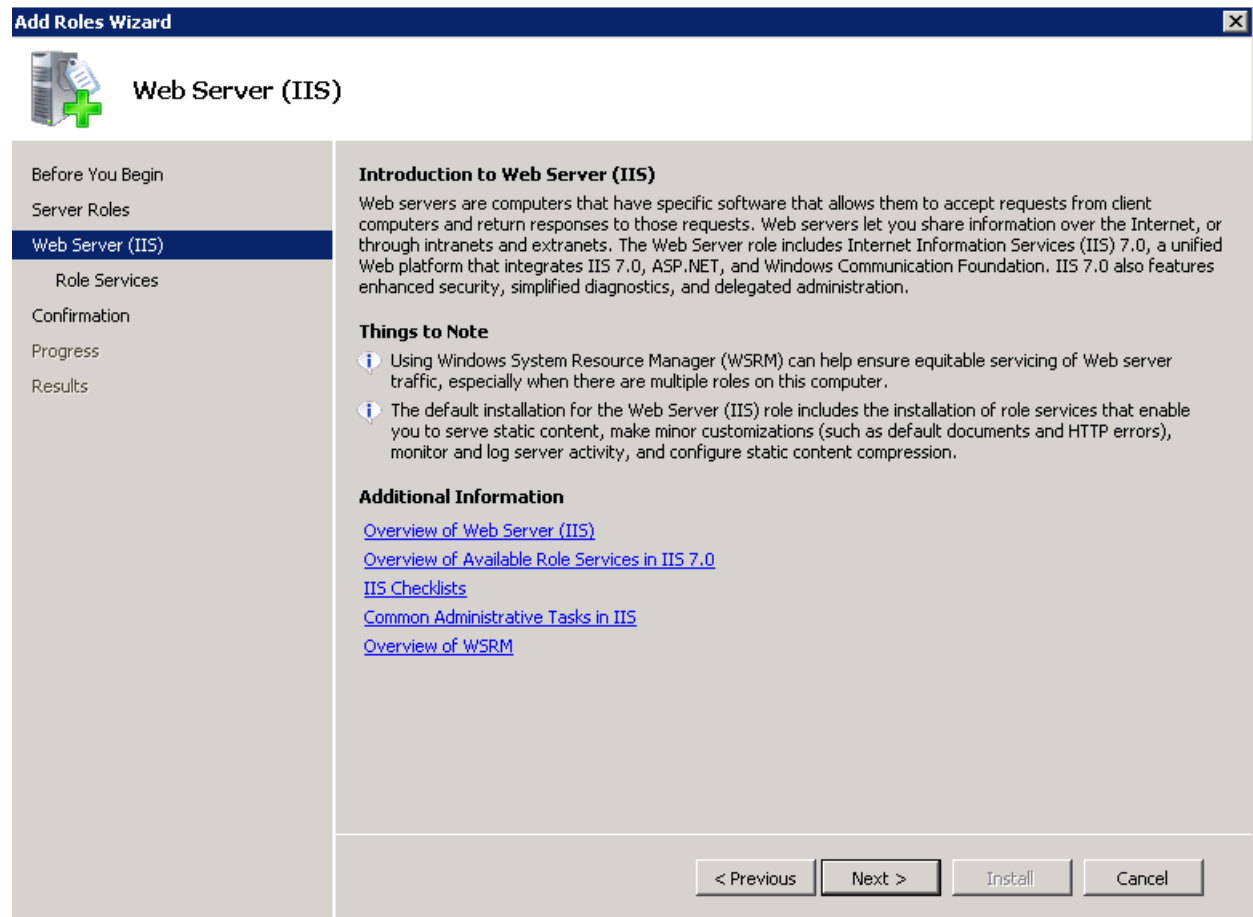 Add Roles Wizard
Web Server (IIS)
Before You Begin
Server Roles
Web Server (IIS)
Role Services
Confirmation
Progress
Results
Introduction to Web Server (IIS)
Web servers are computers that have specific software that allows them to accept requests from client
computers and return responses to those requests. Web servers let you share information over the Internet, or
through intranets and extranets. The Web Server role includes Internet Information Services (IIS) 7.0, a unified
Web platform that integrates IIS 7.0, ASP.NET, and Windows Communication Foundation. IIS 7.0 also features
enhanced security, simplified diagnostics, and delegated administration.
Things to Note
Using Windows System Resource Manager (WSRM) can help ensure equitable servicing of Web server
traffic, especially when there are multiple roles on this computer.
The default installation for the Web Server (IIS) role includes the installation of role services that enable
you to serve static content, make minor customizations (such as default documents and HTTP errors),
monitor and log server activity, and configure static content compression.
Additional Information
Overview of Web Server (IIS)
Overview of Available Role Services in IIS 7.0
IIS Checklists
Common Administrative Tasks in IIS
Overview of WSRM
< Previous
Next >
Install
Cancel